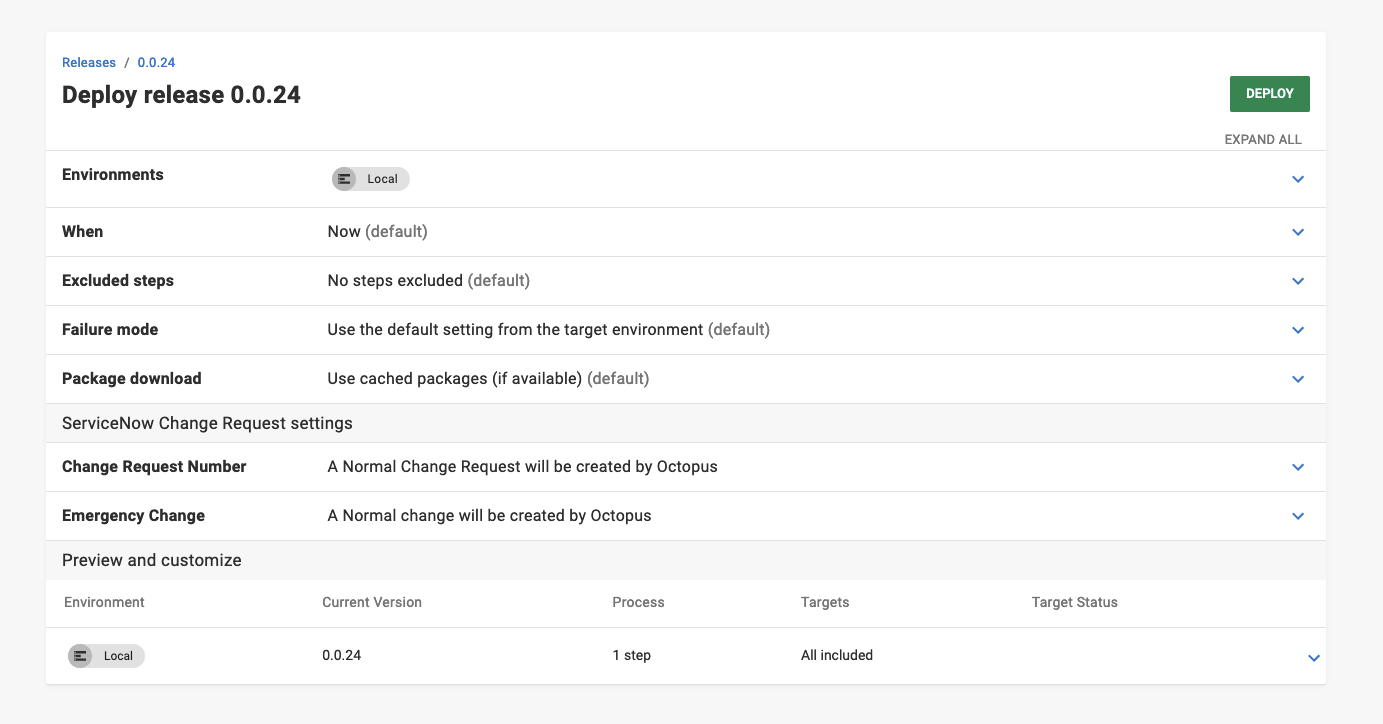 Releases / 0.0.24
Deploy release 0.0.24
DEPLOY
EXPAND ALL
Environments Local
When Now (default)
Excluded steps No steps excluded (default)
Failure mode Use the default setting from the target environment (default)
Package download Use cached packages (if available) (default)
ServiceNow Change Request settings
Change Request Number A Normal Change Request will be created by Octopus
Emergency Change A Normal change will be created by Octopus
Preview and customize
Environment Current Version Process Targets Target Status
Local 0.0.24 1 step All included